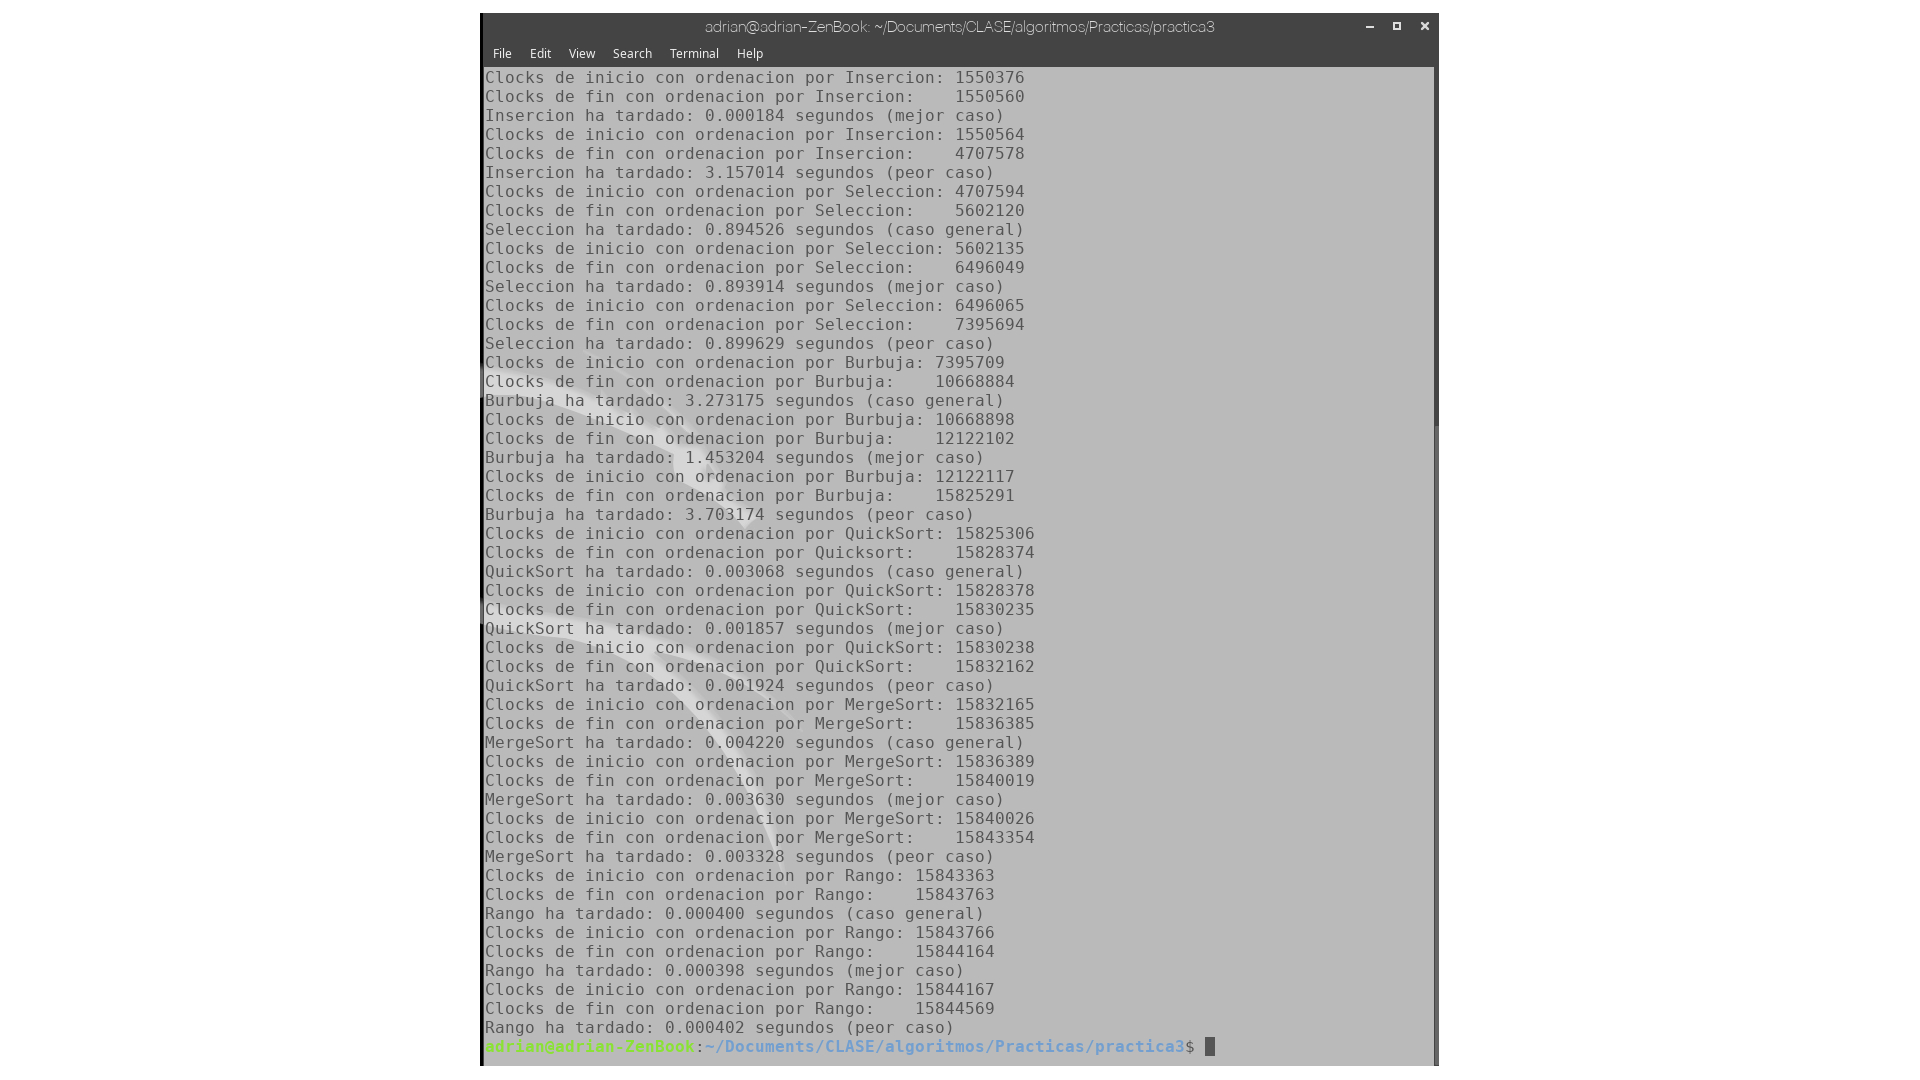 adrian@adrian-ZenBook: ~/Documents/CLASE/algoritmos/Practicas/practica3
File Edit View Search Terminal Help
Clocks de inicio con ordenacion por Insercion: 1550376
Clocks de fin con ordenacion por Insercion:    1550560
Insercion ha tardado: 0.000184 segundos (mejor caso)
Clocks de inicio con ordenacion por Insercion: 1550564
Clocks de fin con ordenacion por Insercion:    4707578
Insercion ha tardado: 3.157014 segundos (peor caso)
Clocks de inicio con ordenacion por Seleccion: 4707594
Clocks de fin con ordenacion por Seleccion:    5602120
Seleccion ha tardado: 0.894526 segundos (caso general)
Clocks de inicio con ordenacion por Seleccion: 5602135
Clocks de fin con ordenacion por Seleccion:    6496049
Seleccion ha tardado: 0.893914 segundos (mejor caso)
Clocks de inicio con ordenacion por Seleccion: 6496065
Clocks de fin con ordenacion por Seleccion:    7395694
Seleccion ha tardado: 0.899629 segundos (peor caso)
Clocks de inicio con ordenacion por Burbuja: 7395709
Clocks de fin con ordenacion por Burbuja:    10668884
Burbuja ha tardado: 3.273175 segundos (caso general)
Clocks de inicio con ordenacion por Burbuja: 10668898
Clocks de fin con ordenacion por Burbuja:    12122102
Burbuja ha tardado: 1.453204 segundos (mejor caso)
Clocks de inicio con ordenacion por Burbuja: 12122117
Clocks de fin con ordenacion por Burbuja:    15825291
Burbuja ha tardado: 3.703174 segundos (peor caso)
Clocks de inicio con ordenacion por QuickSort: 15825306
Clocks de fin con ordenacion por Quicksort:    15828374
QuickSort ha tardado: 0.003068 segundos (caso general)
Clocks de inicio con ordenacion por QuickSort: 15828378
Clocks de fin con ordenacion por QuickSort:    15830235
QuickSort ha tardado: 0.001857 segundos (mejor caso)
Clocks de inicio con ordenacion por QuickSort: 15830238
Clocks de fin con ordenacion por QuickSort:    15832162
QuickSort ha tardado: 0.001924 segundos (peor caso)
Clocks de inicio con ordenacion por MergeSort: 15832165
Clocks de fin con ordenacion por MergeSort:    15836385
MergeSort ha tardado: 0.004220 segundos (caso general)
Clocks de inicio con ordenacion por MergeSort: 15836389
Clocks de fin con ordenacion por MergeSort:    15840019
MergeSort ha tardado: 0.003630 segundos (mejor caso)
Clocks de inicio con ordenacion por MergeSort: 15840026
Clocks de fin con ordenacion por MergeSort:    15843354
MergeSort ha tardado: 0.003328 segundos (peor caso)
Clocks de inicio con ordenacion por Rango: 15843363
Clocks de fin con ordenacion por Rango:    15843763
Rango ha tardado: 0.000400 segundos (caso general)
Clocks de inicio con ordenacion por Rango: 15843766
Clocks de fin con ordenacion por Rango:    15844164
Rango ha tardado: 0.000398 segundos (mejor caso)
Clocks de inicio con ordenacion por Rango: 15844167
Clocks de fin con ordenacion por Rango:    15844569
Rango ha tardado: 0.000402 segundos (peor caso)
adrian@adrian-ZenBook:~/Documents/CLASE/algoritmos/Practicas/practica3$